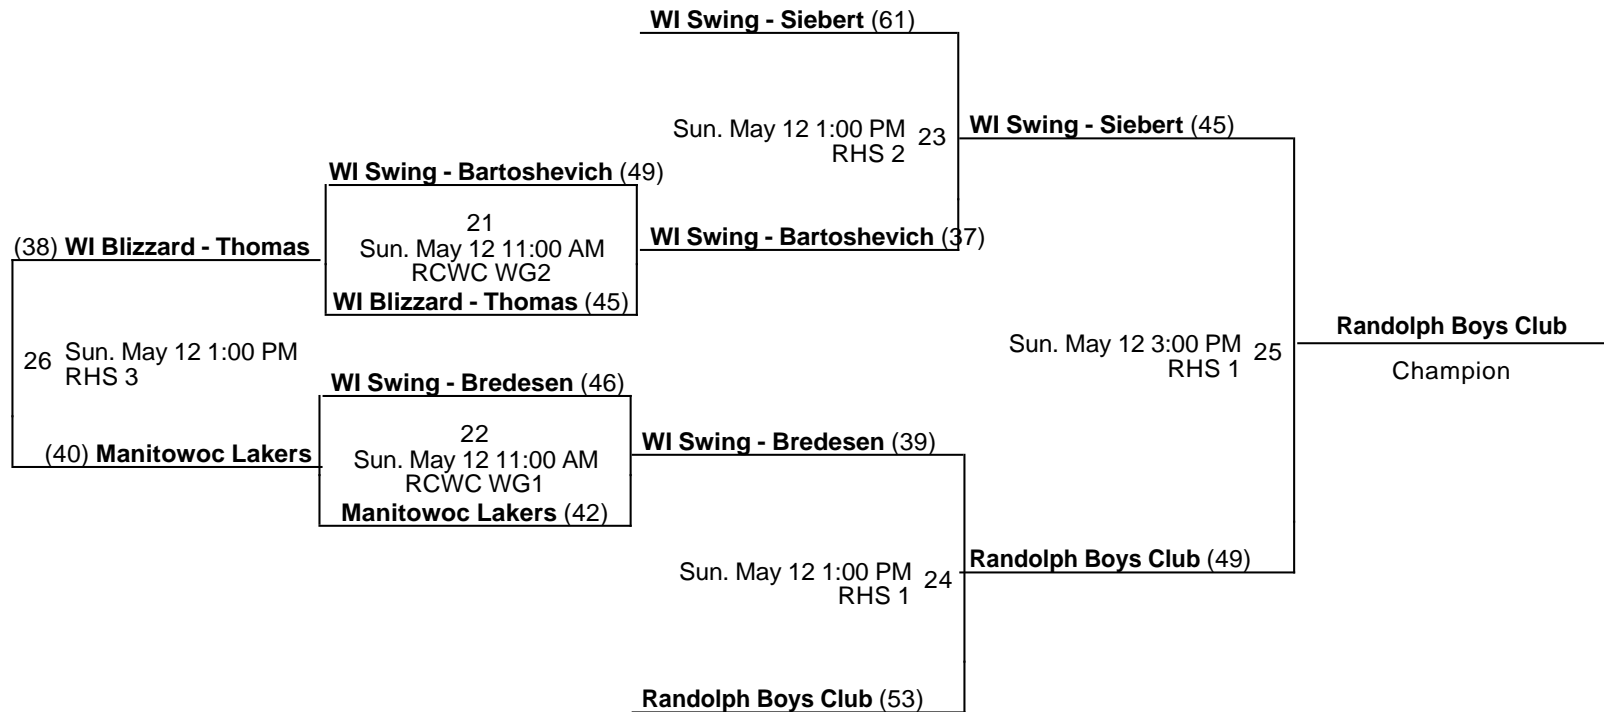 WI Swing - Siebert (61)
Sun. May 12 1:00 PM 23
RHS 2
WI Swing - Siebert (45)
WI Swing - Bartoshevich (49)
21
Sun. May 12 11:00 AM
RCWC WG2
WI Swing - Bartoshevich (37)
(38) WI Blizzard - Thomas
WI Blizzard - Thomas (45)
Randolph Boys Club
Champion
Sun. May 12 3:00 PM 25
RHS 1
26 Sun. May 12 1:00 PM
RHS 3
WI Swing - Bredesen (46)
22
Sun. May 12 11:00 AM
RCWC WG1
WI Swing - Bredesen (39)
(40) Manitowoc Lakers
Manitowoc Lakers (42)
Sun. May 12 1:00 PM 24
RHS 1
Randolph Boys Club (49)
Randolph Boys Club (53)